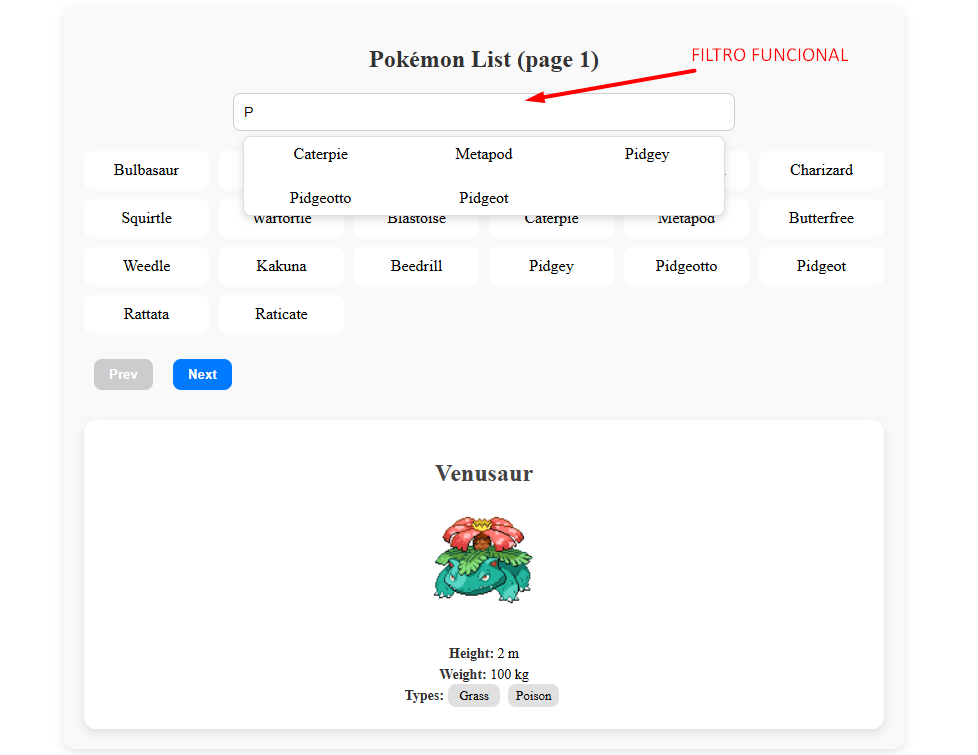 Pokémon List (page 1)
FILTRO FUNCIONAL
P
Caterpie Metapod Pidgey
Bulbasaur Charizard
Pidgeotto Pidgeot
Squirtle Wartortle Blastoise Caterpie Metapod Butterfree
Weedle Kakuna Beedrill Pidgey Pidgeotto Pidgeot
Rattata Raticate
Prev Next
Venusaur
Height: 2 m
Weight: 100 kg
Types: Grass Poison